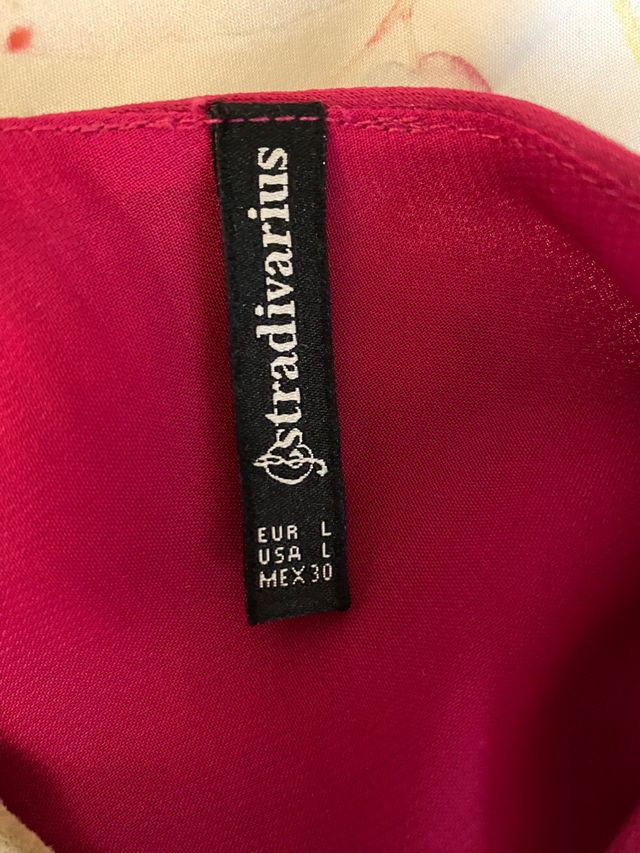 stradivarius
EUR L
USA L
MEX 30